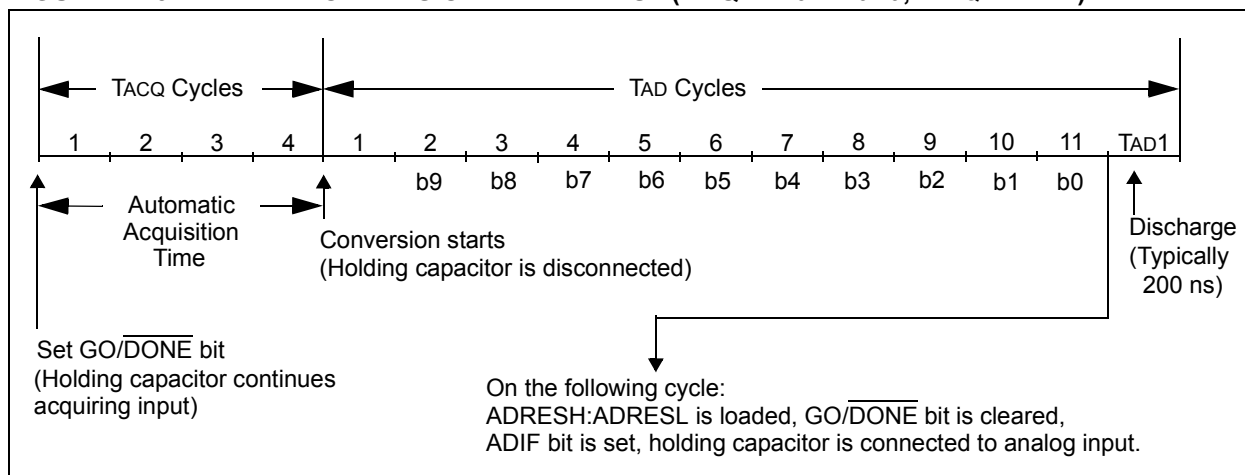 TACQ Cycles
TAD Cycles
1 2 3 4 1 2 3 4 5 6 7 8 9 10 11 TAD1
b9 b8 b7 b6 b5 b4 b3 b2 b1 b0
Automatic
Acquisition
Time
Conversion starts
(Holding capacitor is disconnected)
Discharge
(Typically
200 ns)
Set GO/DONE bit
(Holding capacitor continues
acquiring input)
On the following cycle:
ADRESH:ADRESL is loaded, GO/DONE bit is cleared,
ADIF bit is set, holding capacitor is connected to analog input.